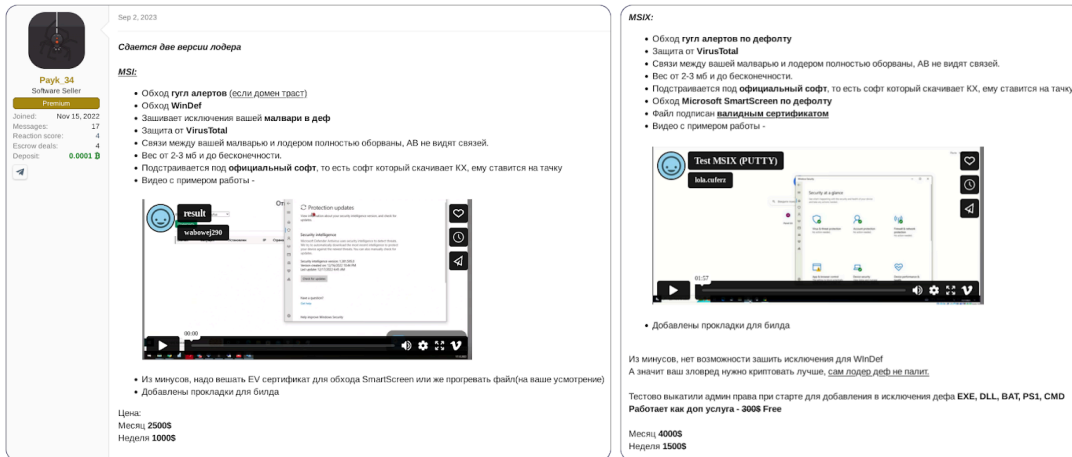 Payk_34
Software Seller
Premium
Joined: Nov 15, 2022
Messages: 17
Reaction score: 4
Escrow deals: 4
Deposit: 0.0001 ₿
Sep 2, 2023
Сдается две версии лодера
MSI:
Обход гугл алертов (если домен траст)
Обход WinDef
Зашивает исключения вашей малвари в деф
Защита от VirusTotal
Связи между вашей малварью и лодером полностью оборваны, АВ не видят связей.
Вес от 2-3 мб и до бесконечности.
Подстраивается под официальный софт, то есть софт который скачивает КХ, ему ставится на тачку
Видео с примером работы -
result
wabowej290
Protection updates
Security intelligence
Check for updates
Have a question?
Get help
Help improve Windows Security
00:00
Из минусов, надо вешать EV сертификат для обхода SmartScreen или же прогревать файл(на ваше усмотрение)
Добавлены прокладки для билда
Цена:
Месяц 2500$
Неделя 1000$
MSIX:
Обход гугл алертов по дефолту
Защита от VirusTotal
Связи между вашей малварью и лодером полностью оборваны, АВ не видят связей.
Вес от 2-3 мб и до бесконечности.
Подстраивается под официальный софт, то есть софт который скачивает КХ, ему ставится на тачку
Обход Microsoft SmartScreen по дефолту
Файл подписан валидным сертификатом
Видео с примером работы -
Test MSIX (PUTTY)
lola.cuferz
Security at a glance
01:57
Добавлены прокладки для билда
Из минусов, нет возможности зашить исключения для WInDef
А значит ваш зловред нужно криптовать лучше, сам лодер деф не палит.
Тестово выкатили админ права при старте для добавления в исключения дефа EXE, DLL, BAT, PS1, CMD
Работает как доп услуга - 300$ Free
Месяц 4000$
Неделя 1500$